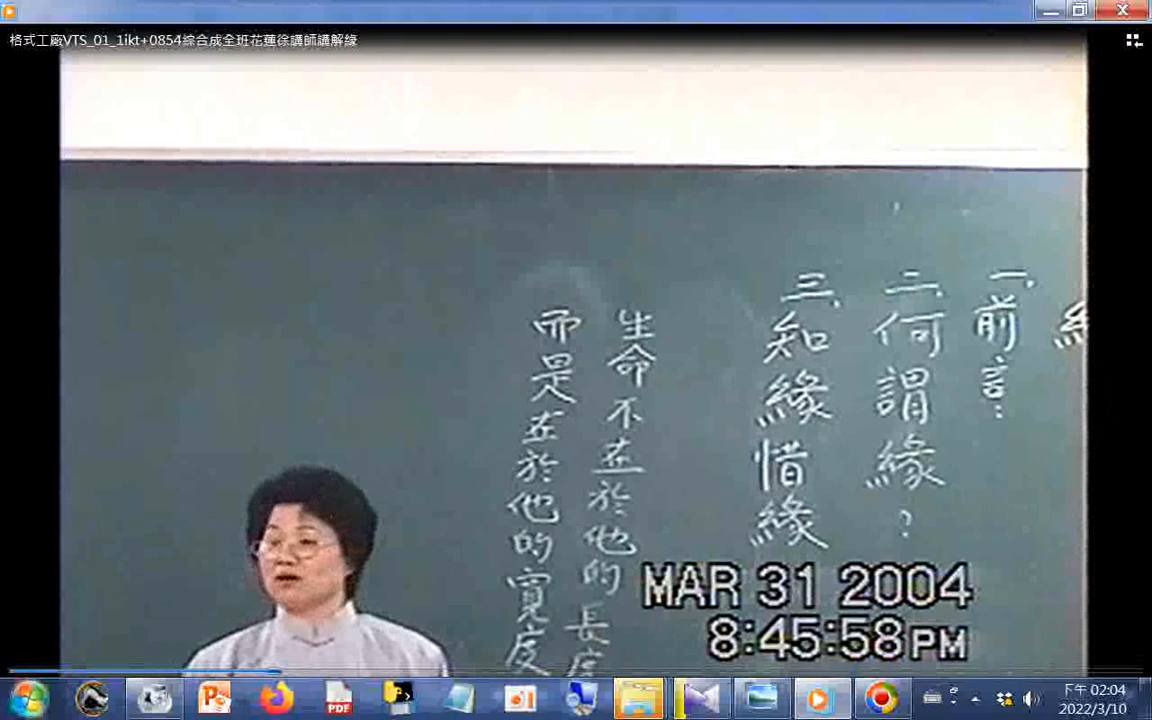 格式工廠VTS_01_1ikt+0854綜合成全班花蓮徐講師講解緣
一、前言:
二、何謂緣?
三、知緣惜緣
生命不在於他的長度
而是在於他的寬度
MAR 31 2004
8:45:58PM
PDF
下午 02:04
2022/3/10